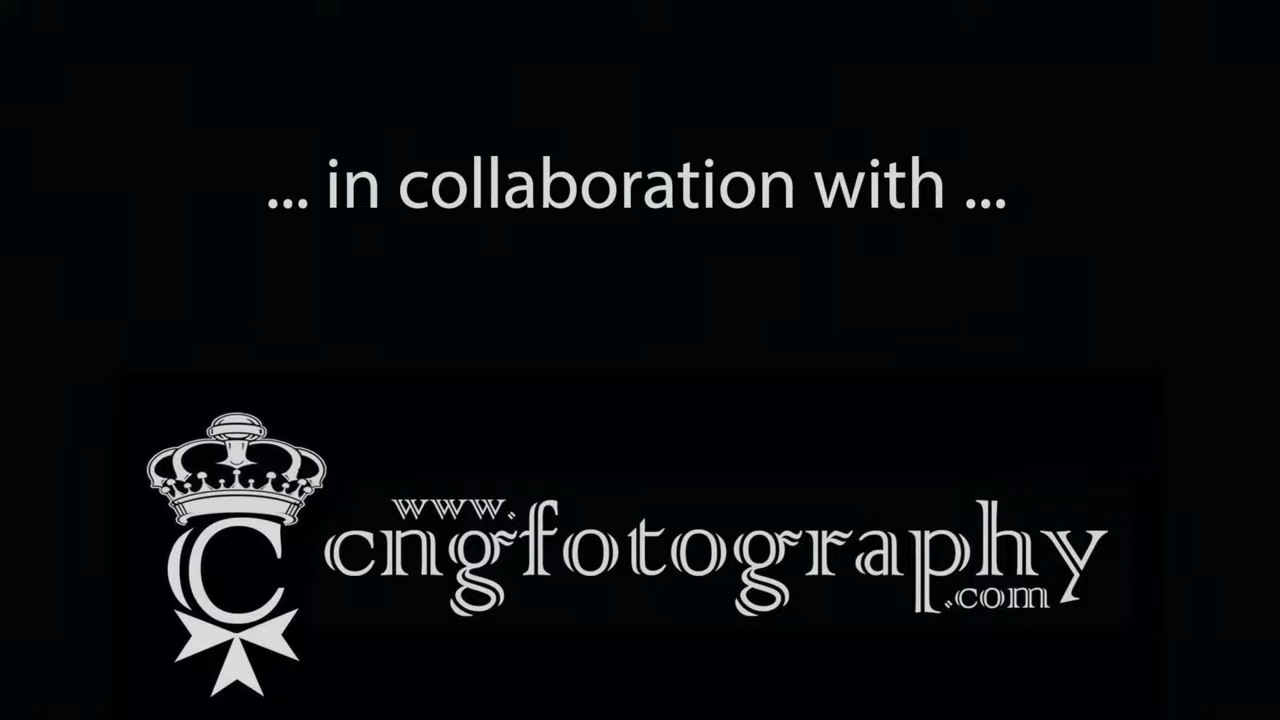 ... in collaboration with ...
C
www.
cngfotography
.com